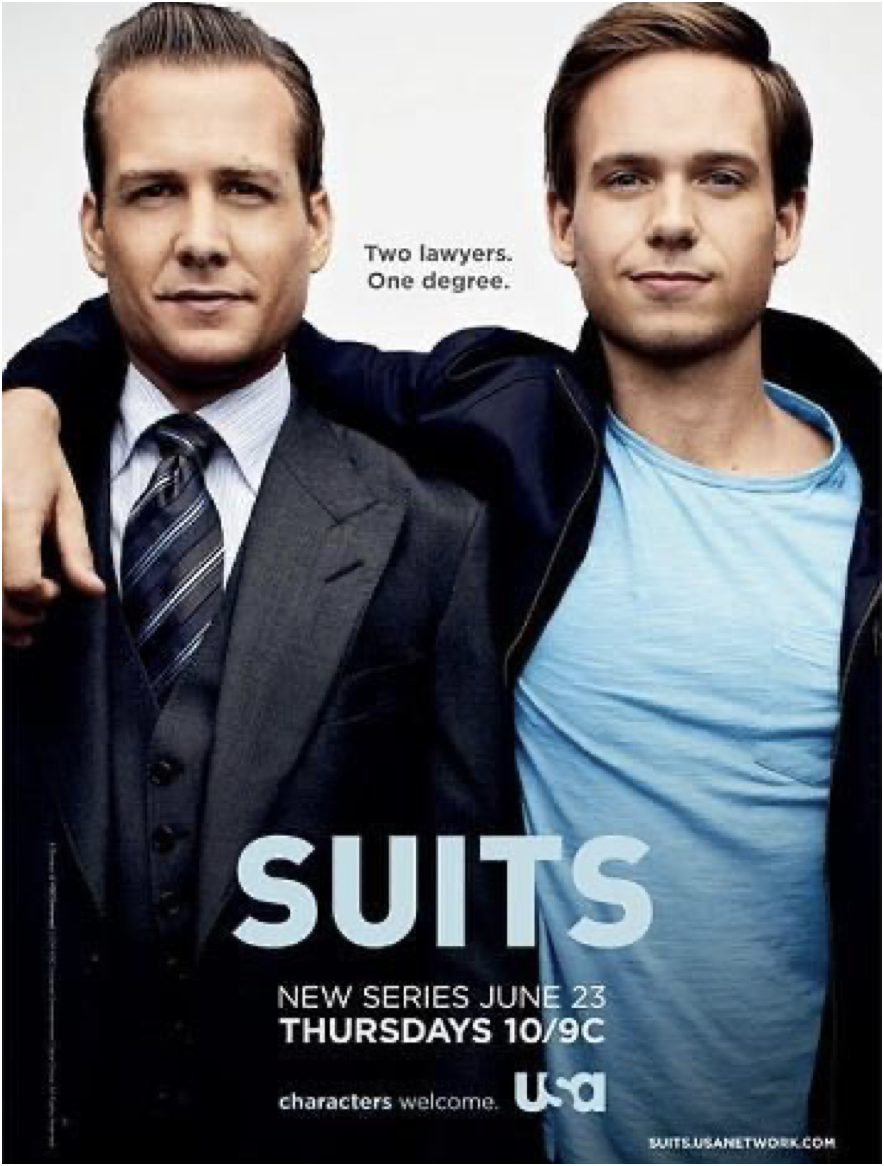 Two lawyers.
One degree.
SUITS
NEW SERIES JUNE 23
THURSDAYS 10/9C
characters welcome. usa
SUITS.USANETWORK.COM